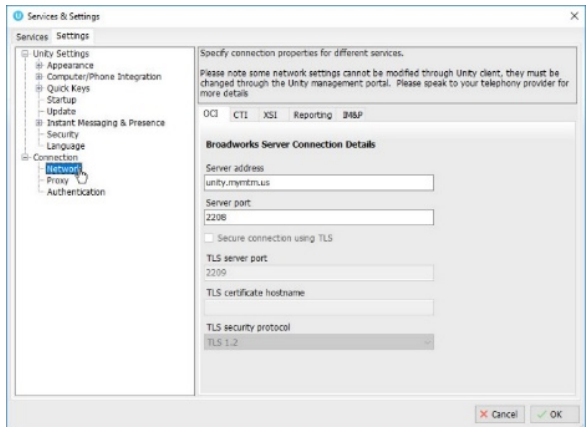 Services & Settings
Services Settings
Unity Settings
Appearance
Computer/Phone Integration
Quick Keys
Startup
Update
Instant Messaging & Presence
Security
Language
Connection
Network
Proxy
Authentication
Specify connection properties for different services.
Please note some network settings cannot be modified through Unity client, they must be
changed through the Unity management portal. Please speak to your telephony provider for
more details
OCI CTI XSI Reporting IM&P
Broadworks Server Connection Details
Server address
unity.mymtm.us
Server port
2208
Secure connection using TLS
TLS server port
2209
TLS certificate hostname
TLS security protocol
TLS 1.2
Cancel OK